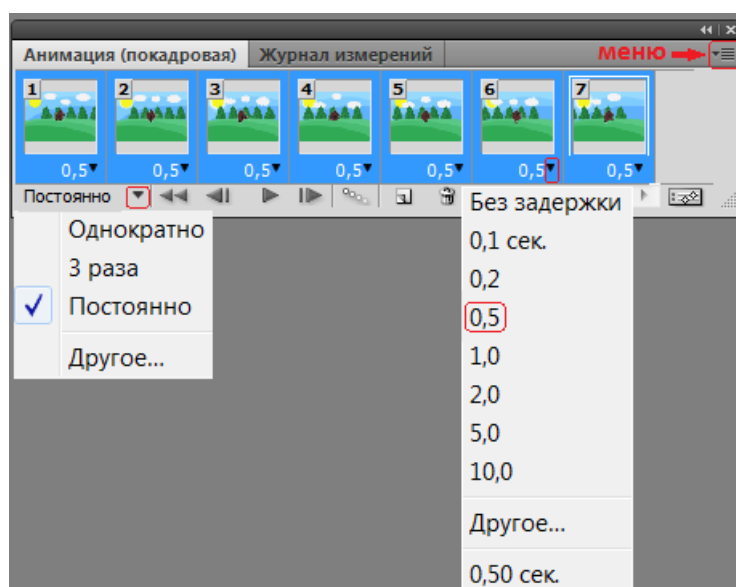 Анимация (покадровая) Журнал измерений меню
1 2 3 4 5 6 7
0,5 0,5 0,5 0,5 0,5 0,5 0,5
Постоянно
Однократно
3 раза
Постоянно
Другое...
Без задержки
0,1 сек.
0,2
0,5
1,0
2,0
5,0
10,0
Другое...
0,50 сек.